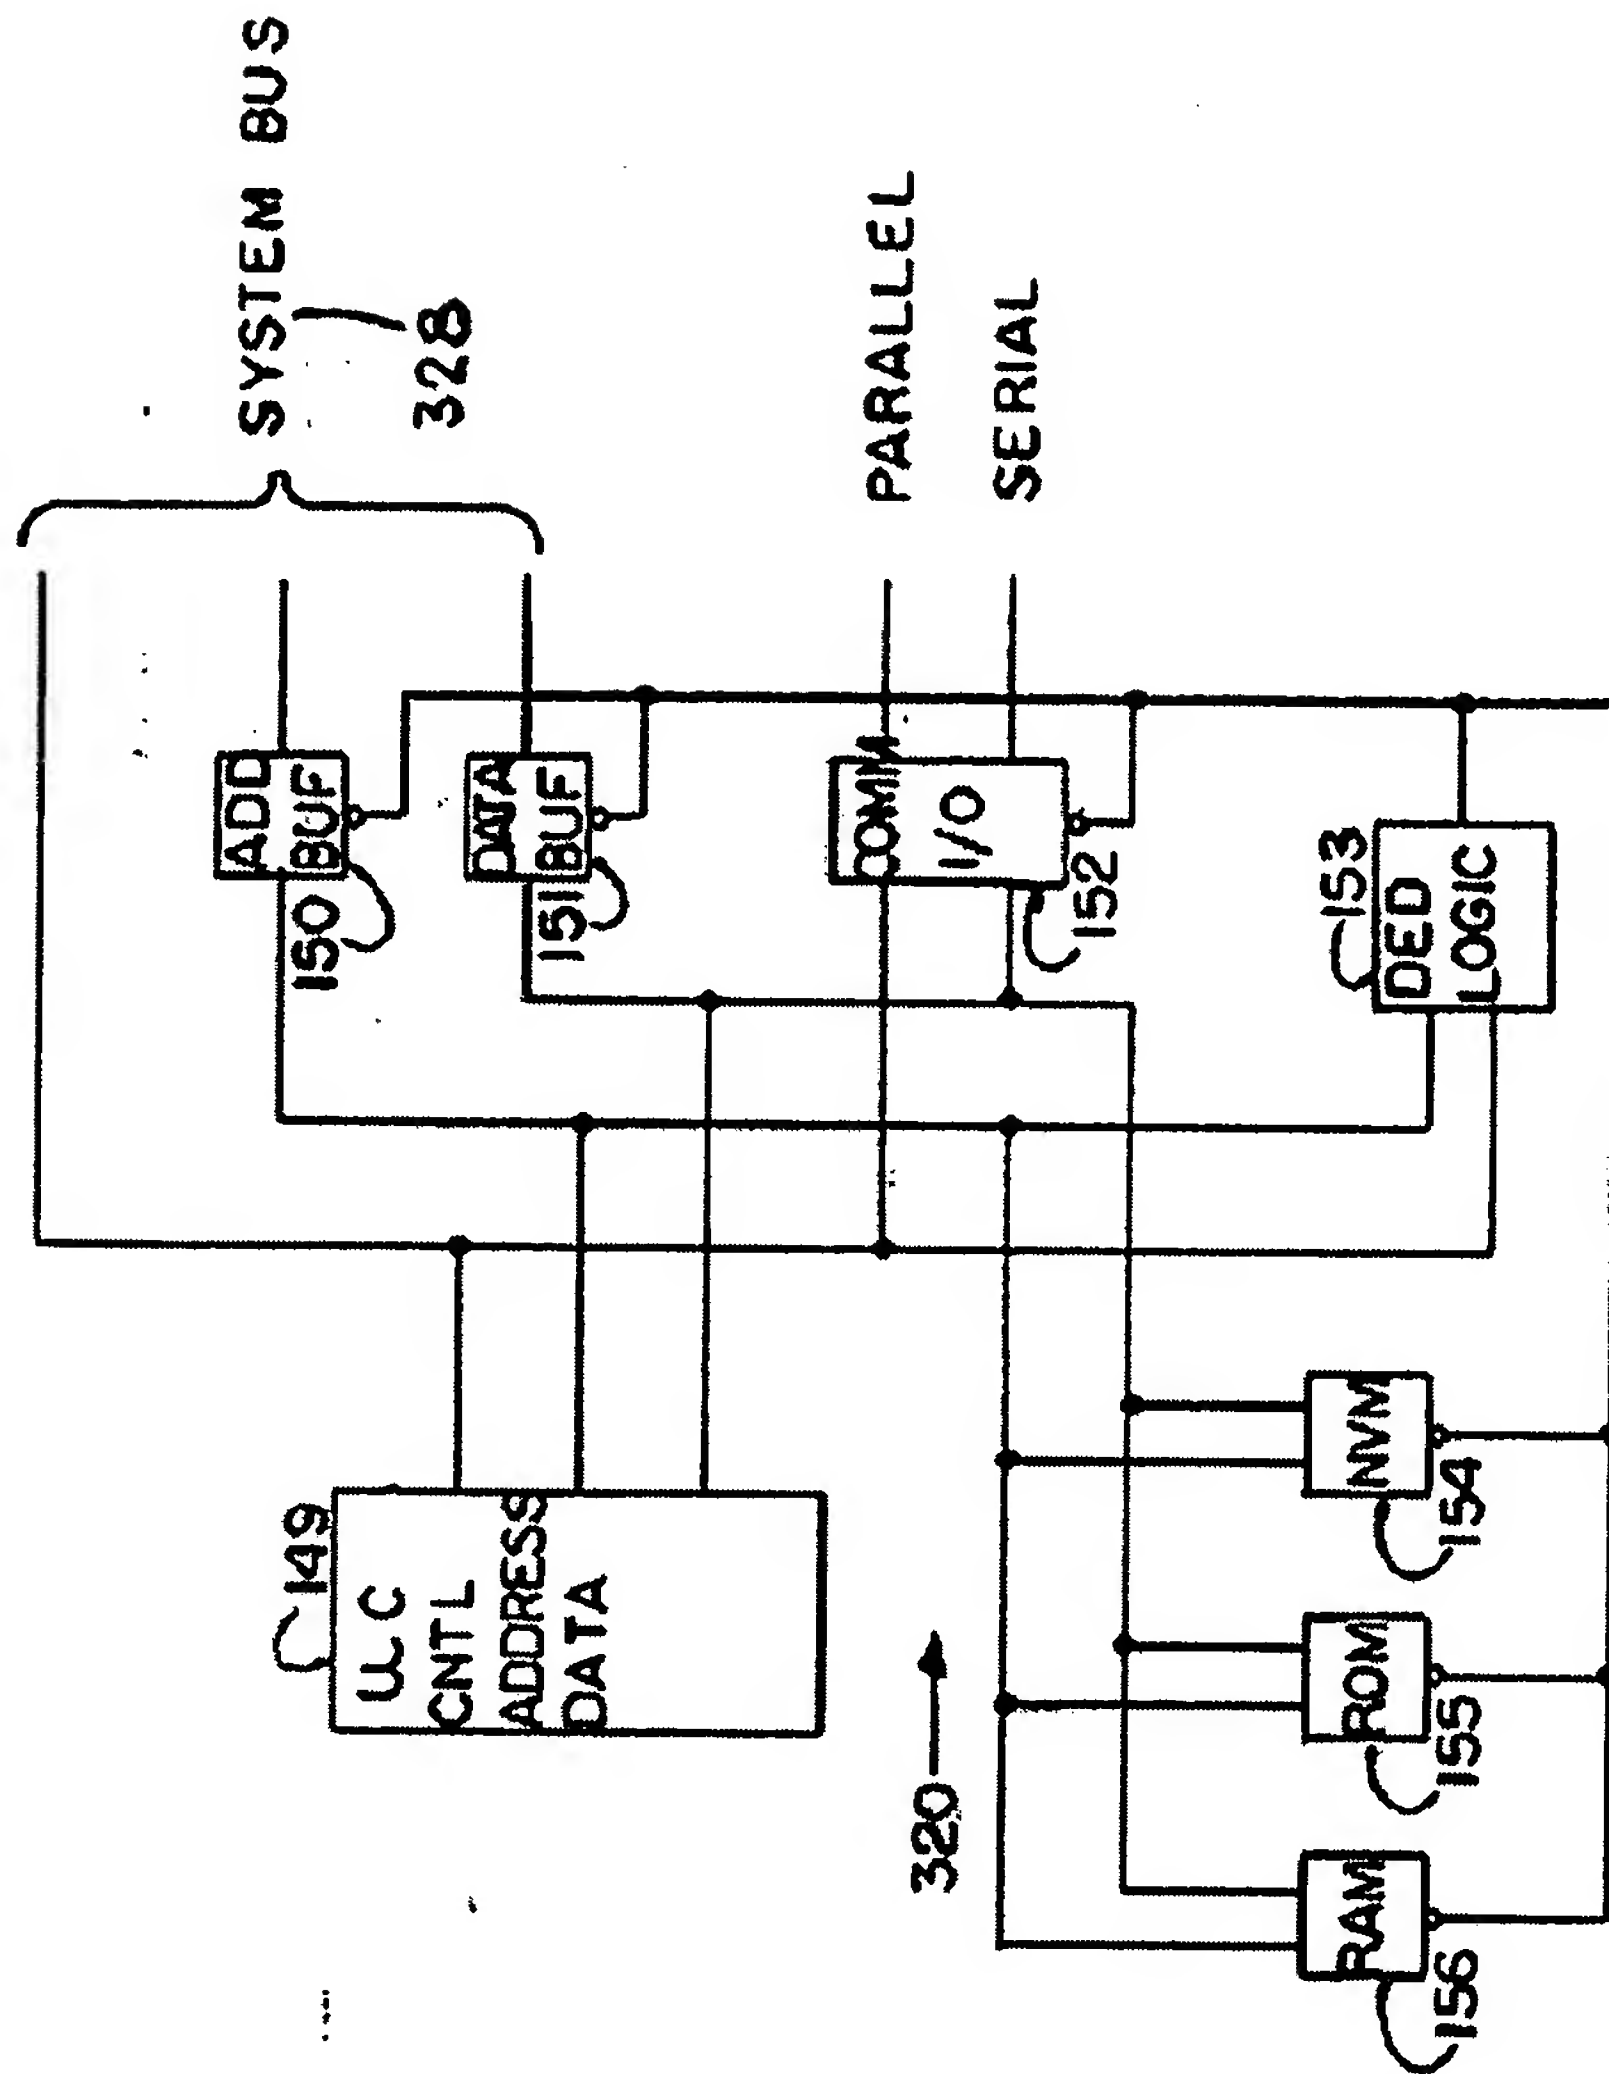 SYSTEM BUS
328
ADD
BUF
150
DATA
BUF
151
PARALLEL
SERIAL
COMM
I/O
152
153
DED
LOGIC
149
CNTL
ADDRESS
DATA
320
NVM
154
ROM
155
RAM
156